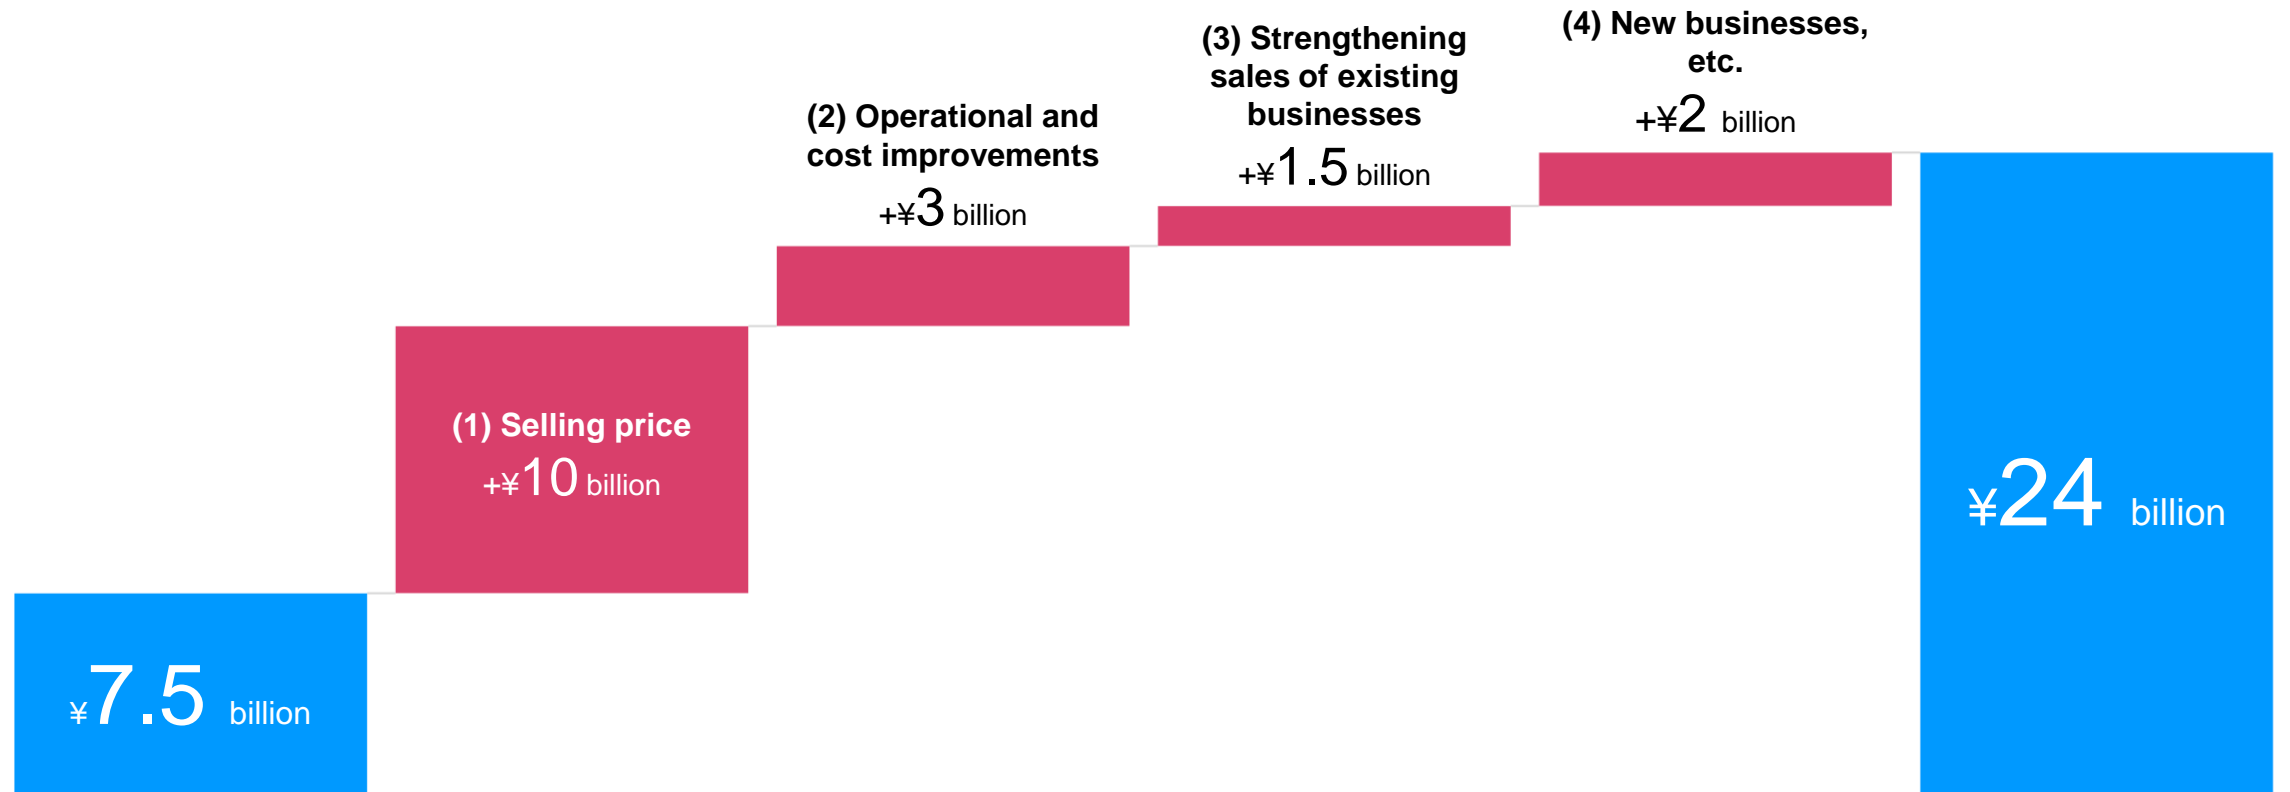 ¥7.5 billion
(1) Selling price
+¥10 billion
(2) Operational and
cost improvements
+¥3 billion
(3) Strengthening
sales of existing
businesses
+¥1.5 billion
(4) New businesses,
etc.
+¥2 billion
¥24 billion